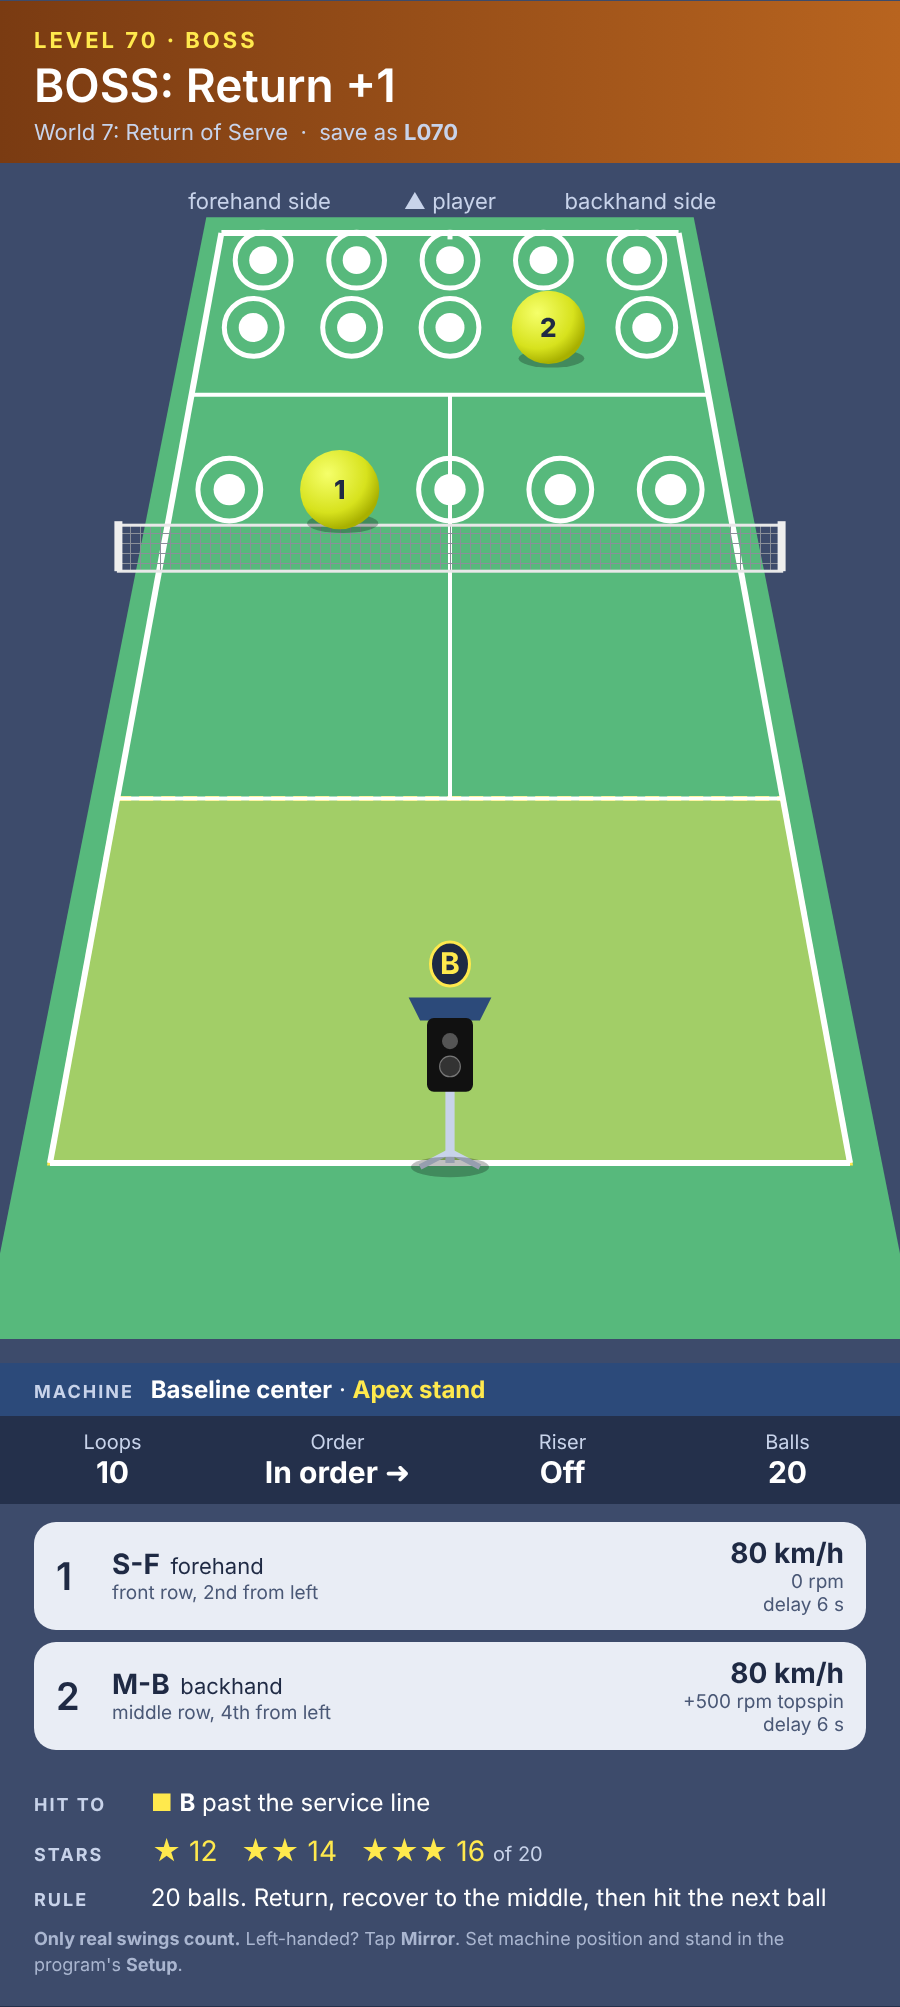 LEVEL 70 · BOSS
BOSS: Return +1
World 7: Return of Serve · save as L070
forehand side ▲ player backhand side
2
1
B
MACHINE Baseline center · Apex stand
Loops Order Riser Balls
10 In order → Off 20
1 S-F forehand 80 km/h
front row, 2nd from left 0 rpm
delay 6 s
2 M-B backhand 80 km/h
middle row, 4th from left +500 rpm topspin
delay 6 s
HIT TO ■ B past the service line
STARS ★ 12 ★★ 14 ★★★ 16 of 20
RULE 20 balls. Return, recover to the middle, then hit the next ball
Only real swings count. Left-handed? Tap Mirror. Set machine position and stand in the
program's Setup.